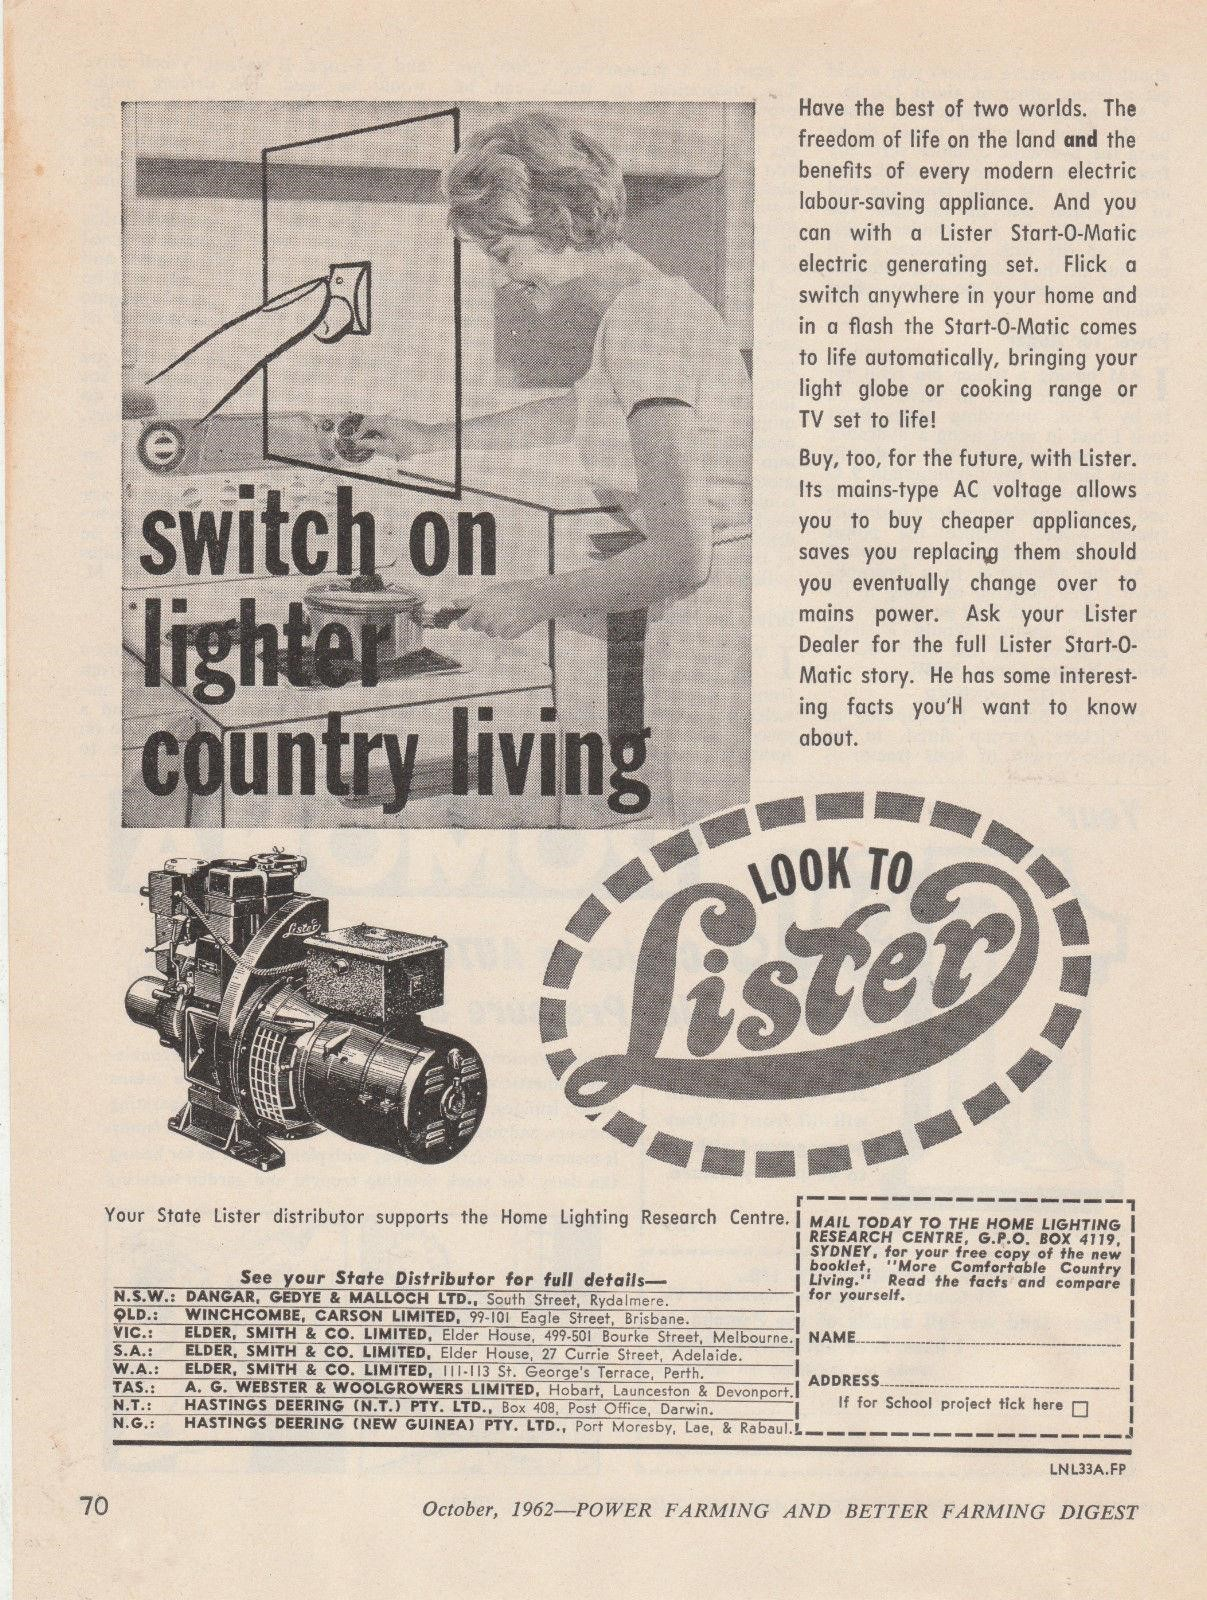 Have the best of two worlds. The
freedom of life on the land and the
benefits of every modern electric
labour-saving appliance. And you
can with a Lister Start-O-Matic
electric generating set. Flick a
switch anywhere in your home and
in a flash the Start-O-Matic comes
to life automatically, bringing your
light globe or cooking range or
TV set to life!
Buy, too, for the future, with Lister.
Its mains-type AC voltage allows
you to buy cheaper appliances,
saves you replacing them should
you eventually change over to
mains power. Ask your Lister
Dealer for the full Lister Start-O-
Matic story. He has some interest-
ing facts you'll want to know
about.
switch on
lighter
country living
Lister
LOOK TO
Lister
Your State Lister distributor supports the Home Lighting Research Centre.
See your State Distributor for full details—
N.S.W.: DANGAR, GEDYE & MALLOCH LTD., South Street, Rydalmere.
QLD.: WINCHCOMBE, CARSON LIMITED, 99-101 Eagle Street, Brisbane.
VIC.: ELDER, SMITH & CO. LIMITED, Elder House, 499-501 Bourke Street, Melbourne.
S.A.: ELDER, SMITH & CO. LIMITED, Elder House, 27 Currie Street, Adelaide.
W.A.: ELDER, SMITH & CO. LIMITED, 111-113 St. George's Terrace, Perth.
TAS.: A. G. WEBSTER & WOOLGROWERS LIMITED, Hobart, Launceston & Devonport.
N.T.: HASTINGS DEERING (N.T.) PTY. LTD., Box 408, Post Office, Darwin.
N.G.: HASTINGS DEERING (NEW GUINEA) PTY. LTD., Port Moresby, Lae, & Rabaul.
MAIL TODAY TO THE HOME LIGHTING
RESEARCH CENTRE, G.P.O. BOX 4119,
SYDNEY, for your free copy of the new
booklet, "More Comfortable Country
Living." Read the facts and compare
for yourself.
NAME
ADDRESS
If for School project tick here
LNL33A.FP
70
October, 1962—POWER FARMING AND BETTER FARMING DIGEST